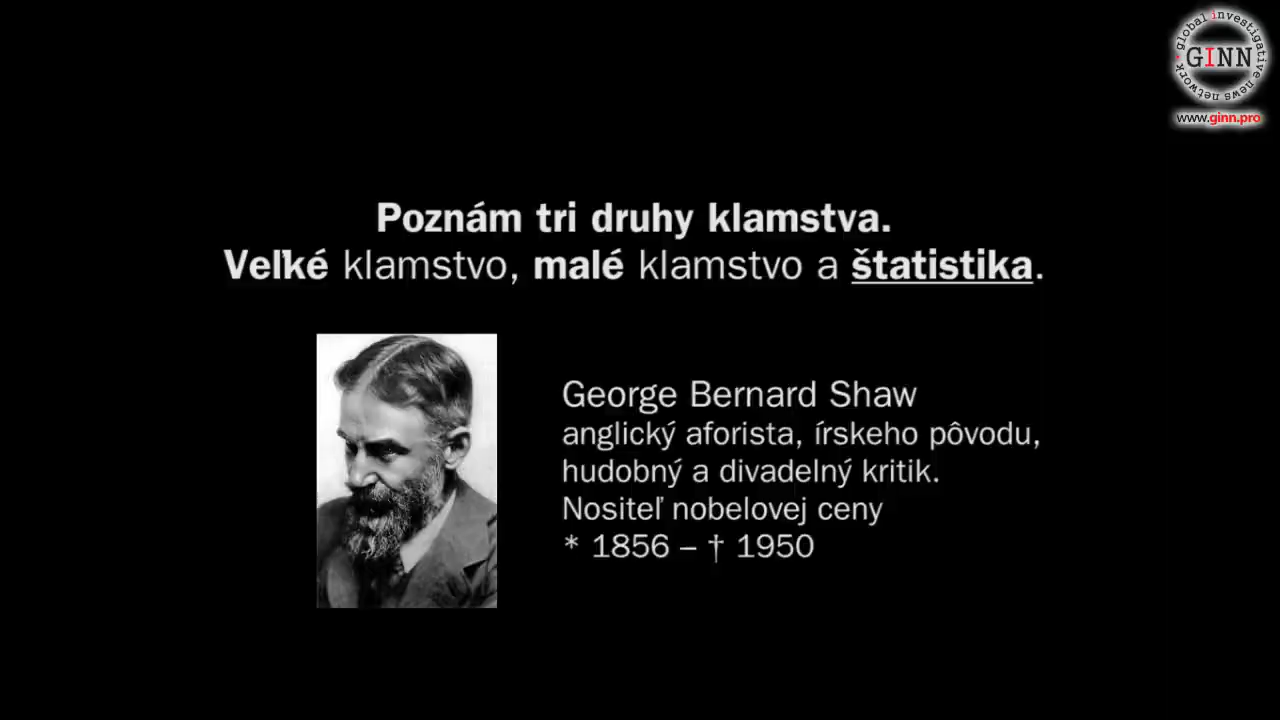 global investigative news network
GINN
www.ginn.pro
Poznám tri druhy klamstva.
Veľké klamstvo, malé klamstvo a štatistika.
George Bernard Shaw
anglický aforista, írskeho pôvodu,
hudobný a divadelný kritik.
Nositeľ nobelovej ceny
* 1856 – † 1950